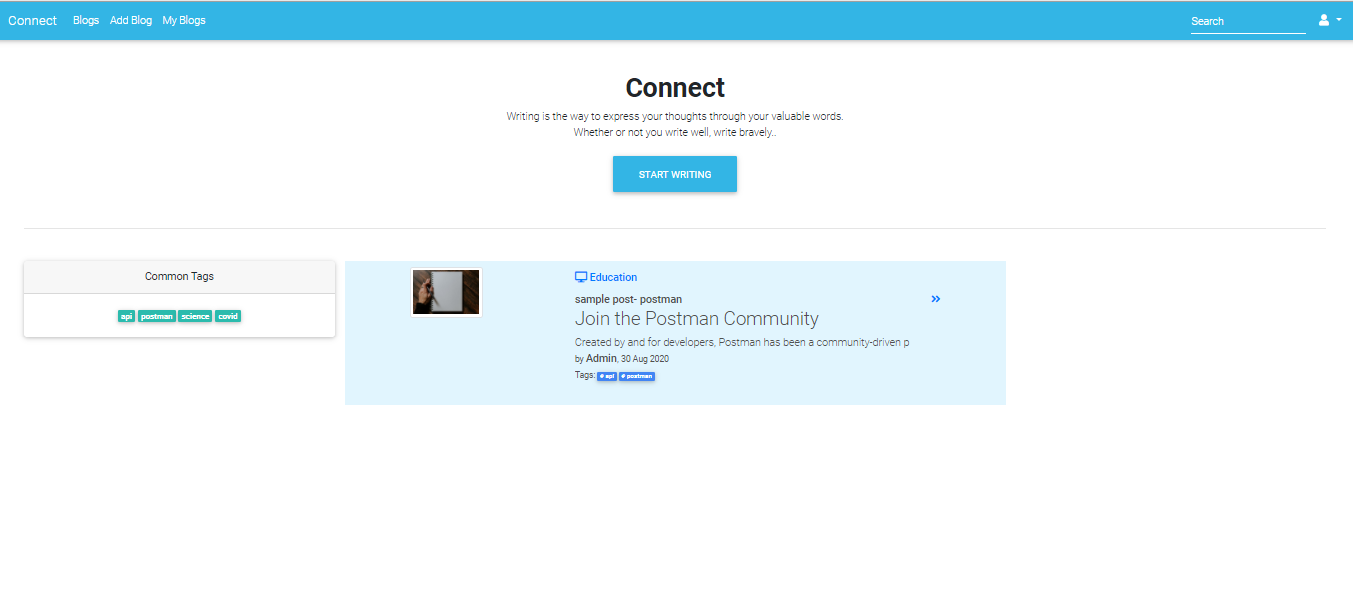 Connect Blogs Add Blog My Blogs Search
Connect
Writing is the way to express your thoughts through your valuable words.
Whether or not you write well, write bravely..
START WRITING
Common Tags
api postman science covid
Education
sample post- postman
Join the Postman Community
Created by and for developers, Postman has been a community-driven p
by Admin, 30 Aug 2020
Tags: # api # postman